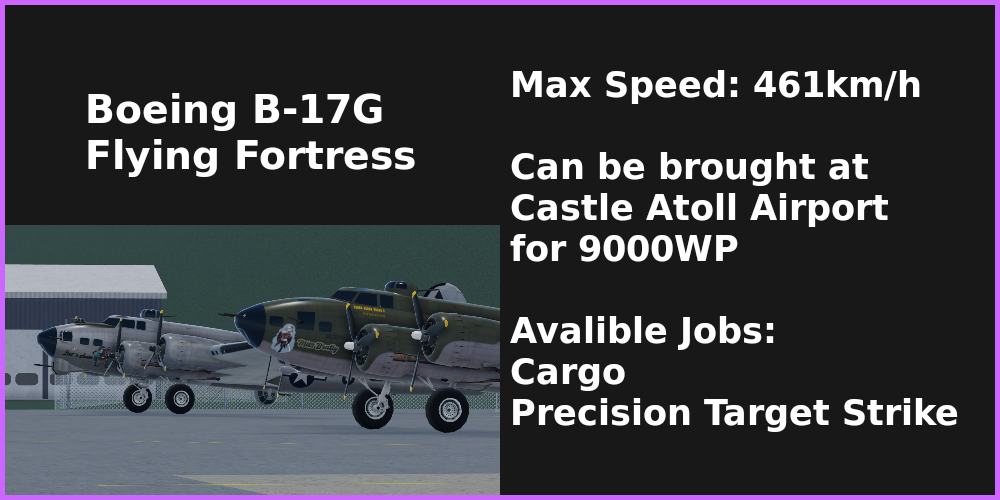 Boeing B-17G
Flying Fortress
Max Speed: 461km/h
Can be brought at
Castle Atoll Airport
for 9000WP
Avalible Jobs:
Cargo
Precision Target Strike